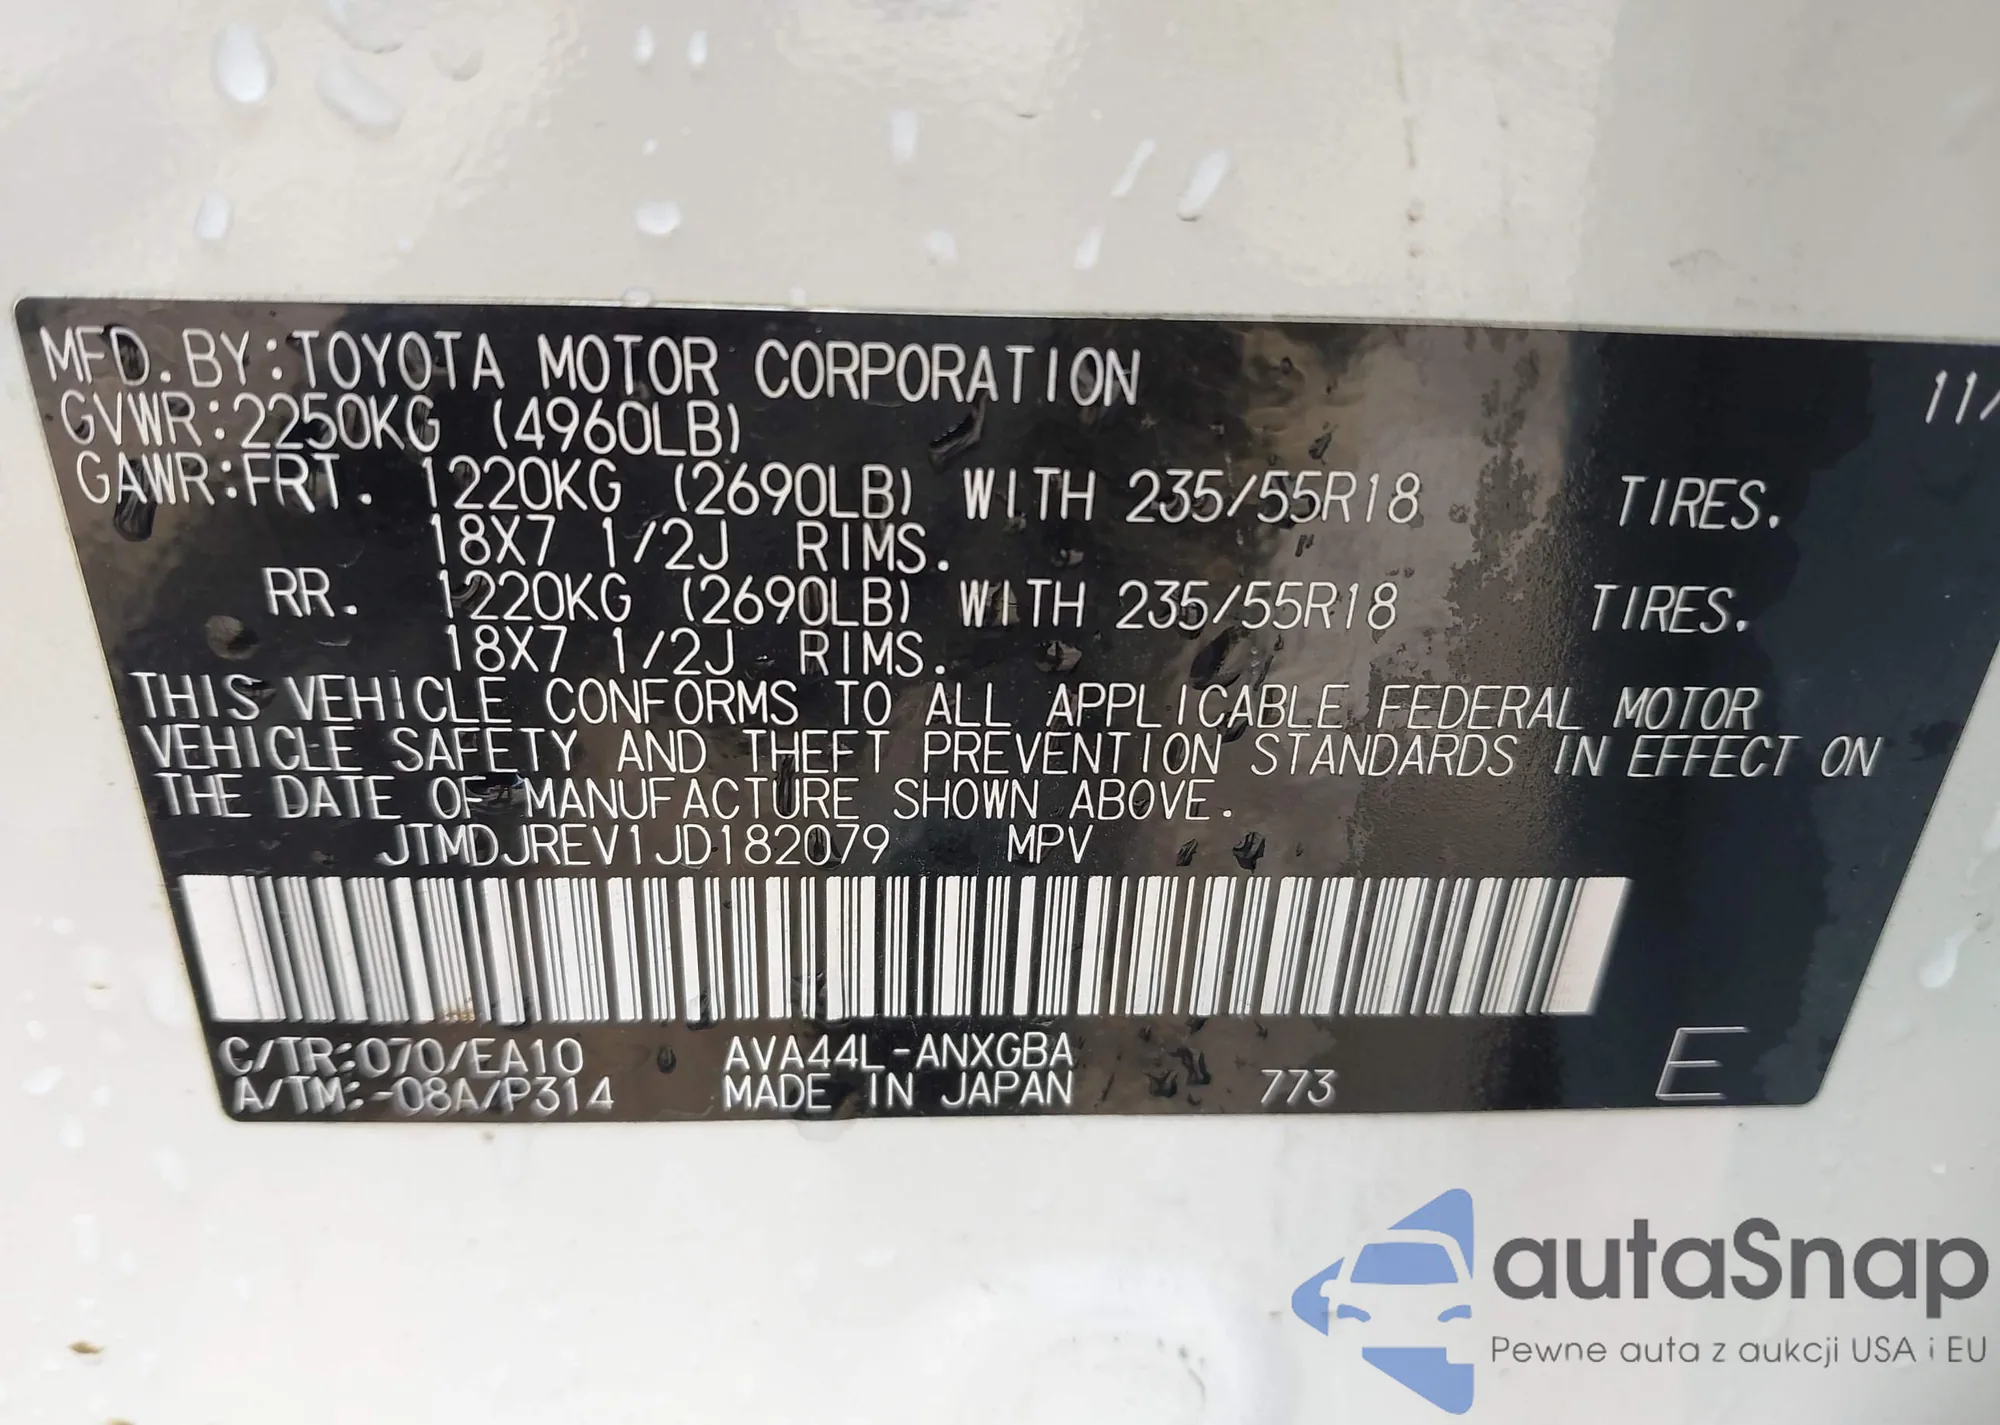 MFD. BY:TOYOTA MOTOR CORPORATION 11/
GVWR:2250KG (4960LB)
GAWR:FRT. 1220KG (2690LB) WITH 235/55R18 TIRES.
18X7 1/2J RIMS.
RR. 1220KG (2690LB) WITH 235/55R18 TIRES.
18X7 1/2J RIMS.
THIS VEHICLE CONFORMS TO ALL APPLICABLE FEDERAL MOTOR
VEHICLE SAFETY AND THEFT PREVENTION STANDARDS IN EFFECT ON
THE DATE OF MANUFACTURE SHOWN ABOVE.
JTMDJREV1JD182079 MPV
C/TR:070/EA10 AVA44L-ANXGBA
A/TM:-08A/P314 MADE IN JAPAN 773 E
autaSnap
Pewne auta z aukcji USA i EU